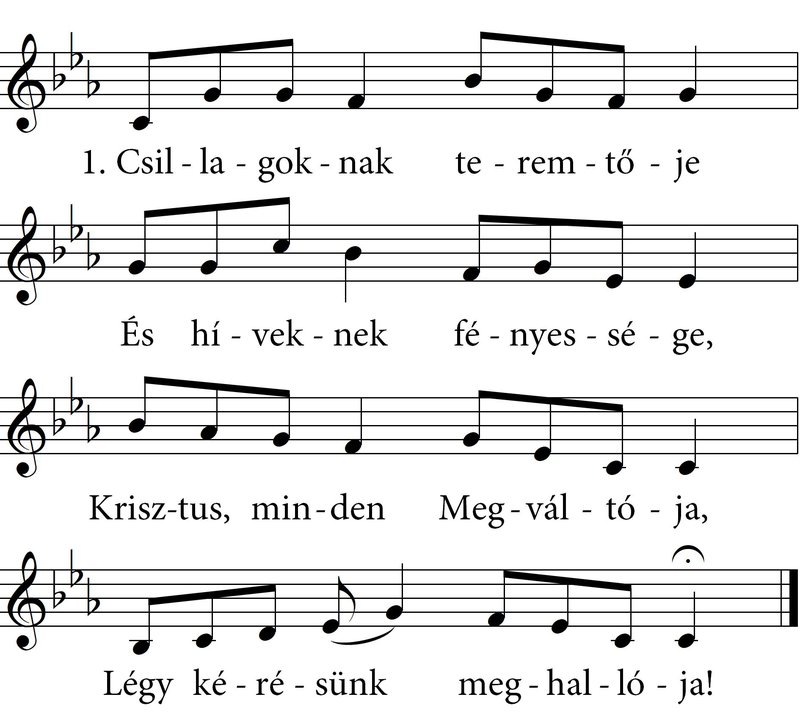 1. Csil - la - gok - nak te - rem - tő - je
És hí - vek - nek fé - nyes - sé - ge,
Krisz-tus, min-den Meg-vál - tó - ja,
Légy ké - ré - sünk meg-hal-ló - ja!